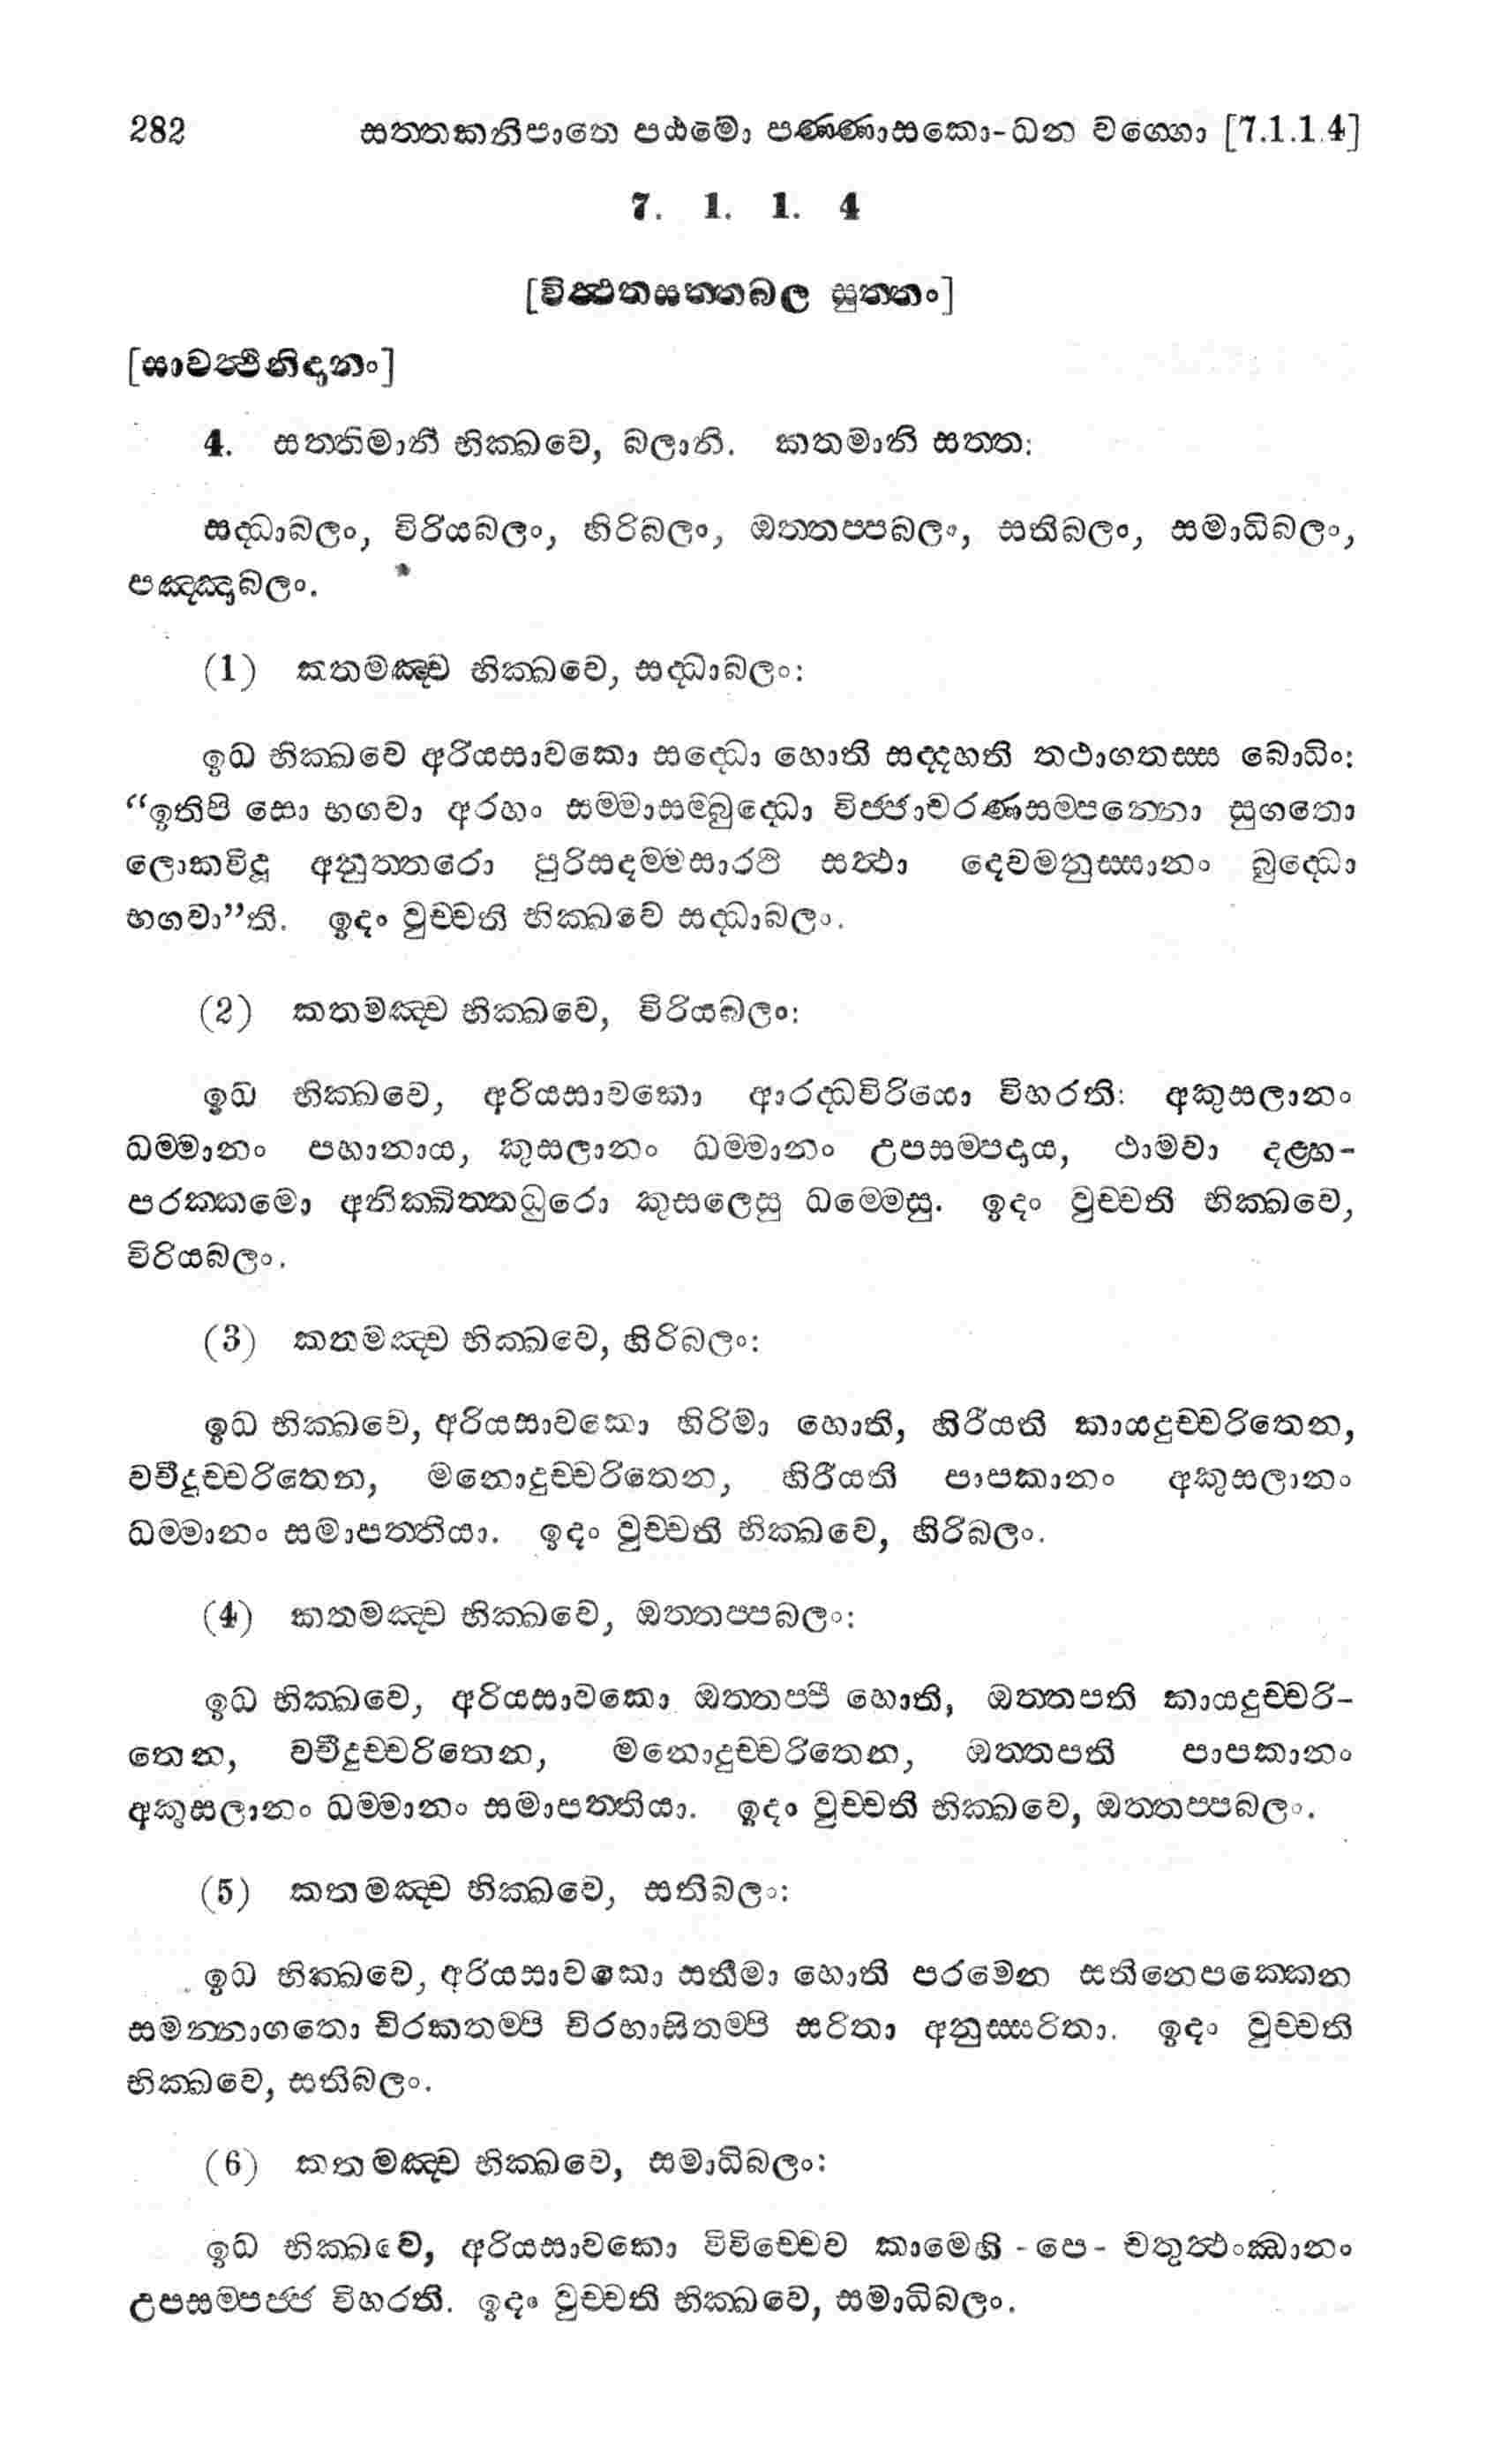 282 සත්තකනිපාතෙ පඨමො පණ්ණාසකො-ධන වග්ගො [7.1.1.4]
7. 1. 1. 4
[විත්ථතසත්තබල සුත්තං]
[සාවත්ථිනිදානං]
4. සත්තිමානි භික්ඛවෙ, බලානි. කතමානි සත්ත:
සද්ධාබලං, විරියබලං, හිරිබලං, ඔත්තප්පබලං, සතිබලං, සමාධිබලං,
පඤ්ඤාබලං.
(1) කතමඤ්ච භික්ඛවෙ, සද්ධාබලං:
ඉධ භික්ඛවෙ අරියසාවකො සද්ධො හොති සද්දහති තථාගතස්ස බොධිං:
“ඉතිපි සො භගවා අරහං සම්මාසම්බුද්ධො විජ්ජාචරණසම්පන්නො සුගතො
ලොකවිදූ අනුත්තරො පුරිසදම්මසාරථි සත්ථා දෙවමනුස්සානං බුද්ධො
භගවා”ති. ඉදං වුච්චති භික්ඛවෙ සද්ධාබලං.
(2) කතමඤ්ච භික්ඛවෙ, විරියබලං:
ඉධ භික්ඛවෙ, අරියසාවකො ආරද්ධවිරියො විහරති: අකුසලානං
ධම්මානං පහානාය, කුසලානං ධම්මානං උපසම්පදාය, ථාමවා දළ්හ-
පරක්කමො අනික්ඛිත්තධුරො කුසලෙසු ධම්මෙසු. ඉදං වුච්චති භික්ඛවෙ,
විරියබලං.
(3) කතමඤ්ච භික්ඛවෙ, හිරිබලං:
ඉධ භික්ඛවෙ, අරියසාවකො හිරිමා හොති, හිරීයති කායදුච්චරිතෙන,
වචීදුච්චරිතෙන, මනොදුච්චරිතෙන, හිරීයති පාපකානං අකුසලානං
ධම්මානං සමාපත්තියා. ඉදං වුච්චති භික්ඛවෙ, හිරිබලං.
(4) කතමඤ්ච භික්ඛවෙ, ඔත්තප්පබලං:
ඉධ භික්ඛවෙ, අරියසාවකො ඔත්තප්පී හොති, ඔත්තපති කායදුච්චරි-
තෙන, වචීදුච්චරිතෙන, මනොදුච්චරිතෙන, ඔත්තපති පාපකානං
අකුසලානං ධම්මානං සමාපත්තියා. ඉදං වුච්චති භික්ඛවෙ, ඔත්තප්පබලං.
(5) කතමඤ්ච භික්ඛවෙ, සතිබලං:
ඉධ භික්ඛවෙ, අරියසාවකො සතිමා හොති පරමෙන සතිනෙපක්කෙන
සමන්නාගතො චිරකතම්පි චිරභාසිතම්පි සරිතා අනුස්සරිතා. ඉදං වුච්චති
භික්ඛවෙ, සතිබලං.
(6) කතමඤ්ච භික්ඛවෙ, සමාධිබලං:
ඉධ භික්ඛවෙ, අරියසාවකො විවිච්චෙව කාමෙහි - පෙ - චතුත්ථංඣානං
උපසම්පජ්ජ විහරති. ඉදං වුච්චති භික්ඛවෙ, සමාධිබලං.